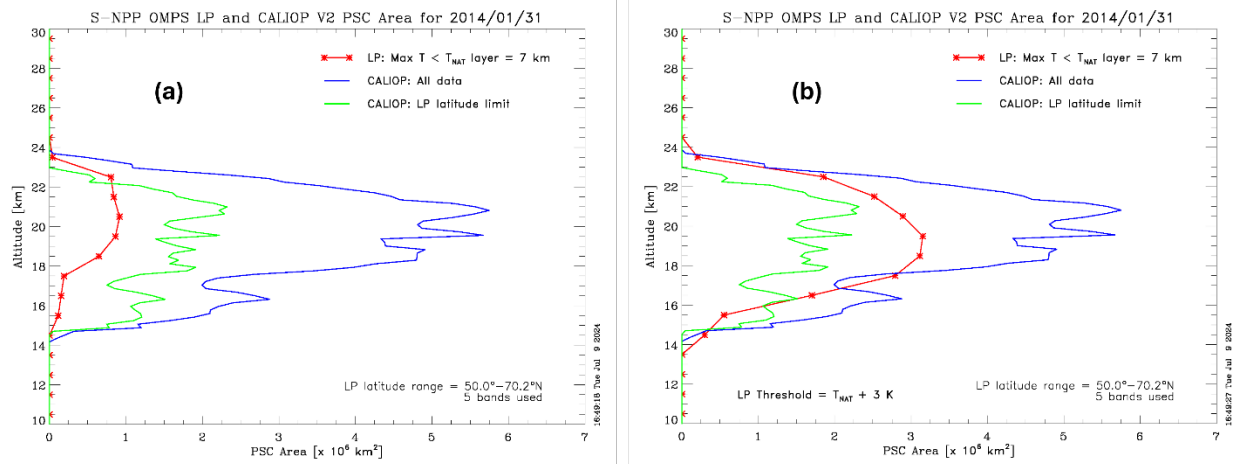 S-NPP OMPS LP and CALIOP V2 PSC Area for 2014/01/31
30
28
26
24
22
20
18
16
14
12
10
Altitude [km]
(a)
LP: Max T < T_NAT layer = 7 km
CALIOP: All data
CALIOP: LP latitude limit
LP latitude range = 50.0°–70.2°N
5 bands used
0 1 2 3 4 5 6 7
PSC Area [x 10⁶ km²]
16:49:18 Tue Jul 9 2024
S-NPP OMPS LP and CALIOP V2 PSC Area for 2014/01/31
30
28
26
24
22
20
18
16
14
12
10
Altitude [km]
(b)
LP: Max T < T_NAT layer = 7 km
CALIOP: All data
CALIOP: LP latitude limit
LP Threshold = T_NAT + 3 K
LP latitude range = 50.0°–70.2°N
5 bands used
0 1 2 3 4 5 6 7
PSC Area [x 10⁶ km²]
16:49:27 Tue Jul 9 2024